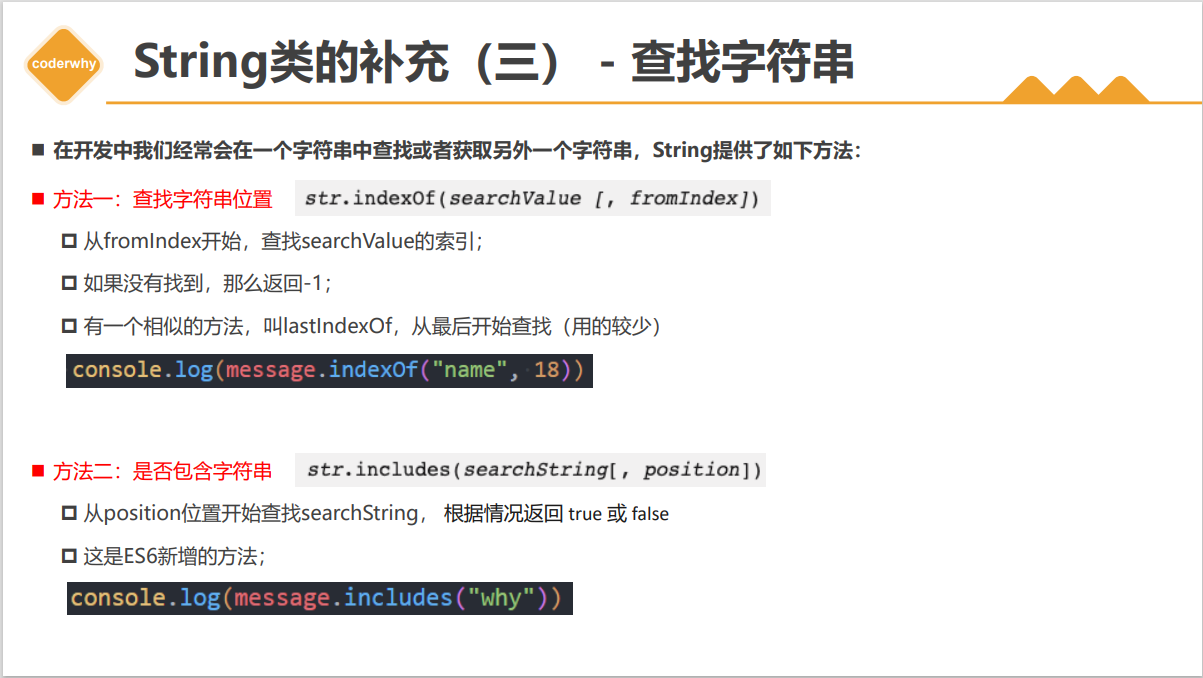 coderwhy
String类的补充（三） - 查找字符串
在开发中我们经常会在一个字符串中查找或者获取另外一个字符串，String提供了如下方法：
方法一：查找字符串位置 str.indexOf(searchValue [, fromIndex])
从fromIndex开始，查找searchValue的索引；
如果没有找到，那么返回-1；
有一个相似的方法，叫lastIndexOf，从最后开始查找（用的较少）
console.log(message.indexOf("name", 18))
方法二：是否包含字符串 str.includes(searchString[, position])
从position位置开始查找searchString， 根据情况返回 true 或 false
这是ES6新增的方法；
console.log(message.includes("why"))